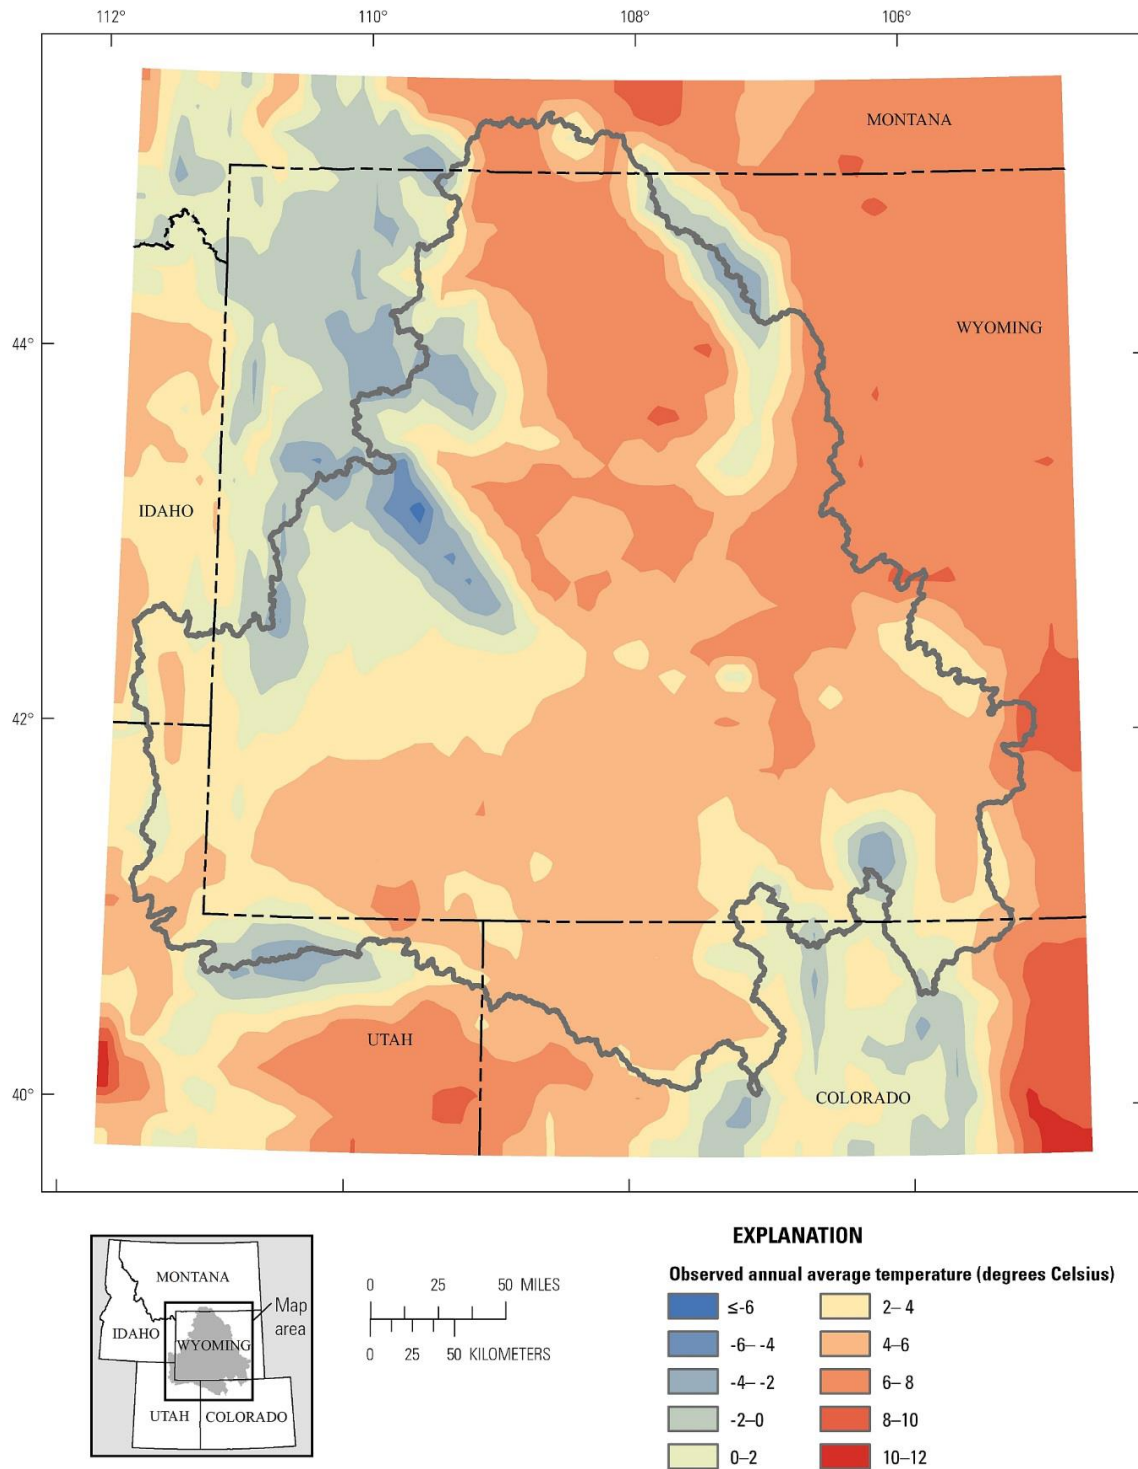 112° 110° 108° 106°
MONTANA
WYOMING
44°
IDAHO
42°
UTAH
40°
COLORADO
EXPLANATION
Observed annual average temperature (degrees Celsius)
≤-6
-6– -4
-4– -2
-2–0
0–2
2– 4
4–6
6– 8
8–10
10–12
0 25 50 MILES
0 25 50 KILOMETERS
MONTANA
Map
area
IDAHO
WYOMING
UTAH COLORADO